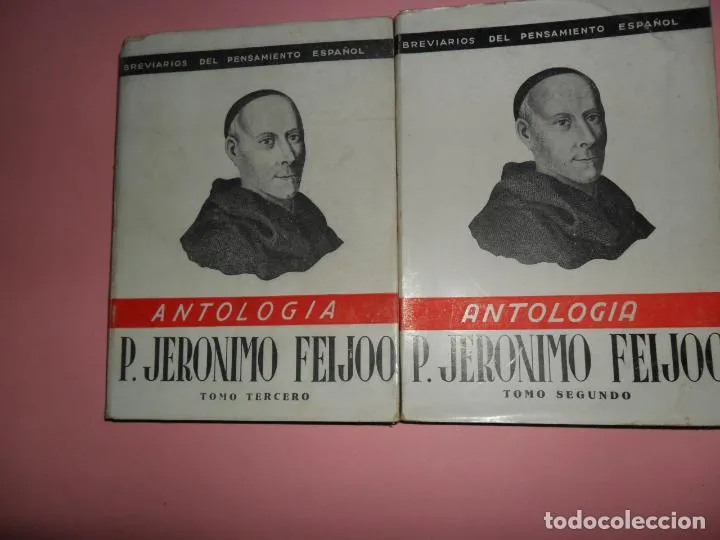 BREVIARIOS DEL PENSAMIENTO ESPAÑOL
ANTOLOGIA
P. JERONIMO FEIJOO
TOMO TERCERO
BREVIARIOS DEL PENSAMIENTO ESPAÑOL
ANTOLOGIA
P. JERONIMO FEIJOO
TOMO SEGUNDO
todocoleccion